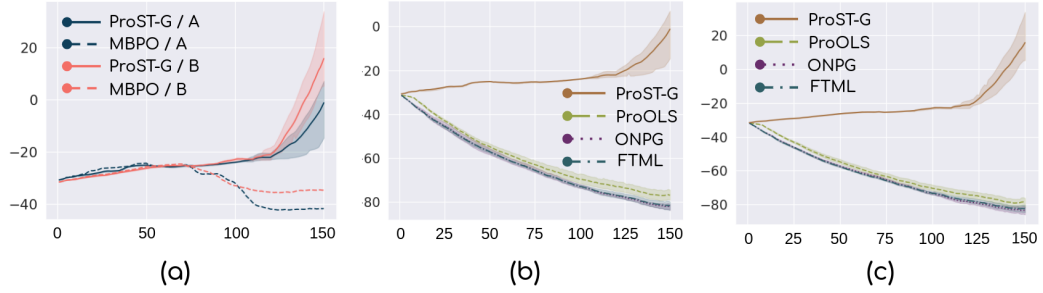 ProST-G / A
MBPO / A
ProST-G / B
MBPO / B
20
0
−20
−40
0
50
100
150
(a)
0
−20
40
60
80
0
25
50
75
100
125
150
ProST-G
ProOLS
ONPG
FTML
(b)
20
0
−20
−40
−60
−80
0
25
50
75
100
125
150
ProST-G
ProOLS
ONPG
FTML
(c)